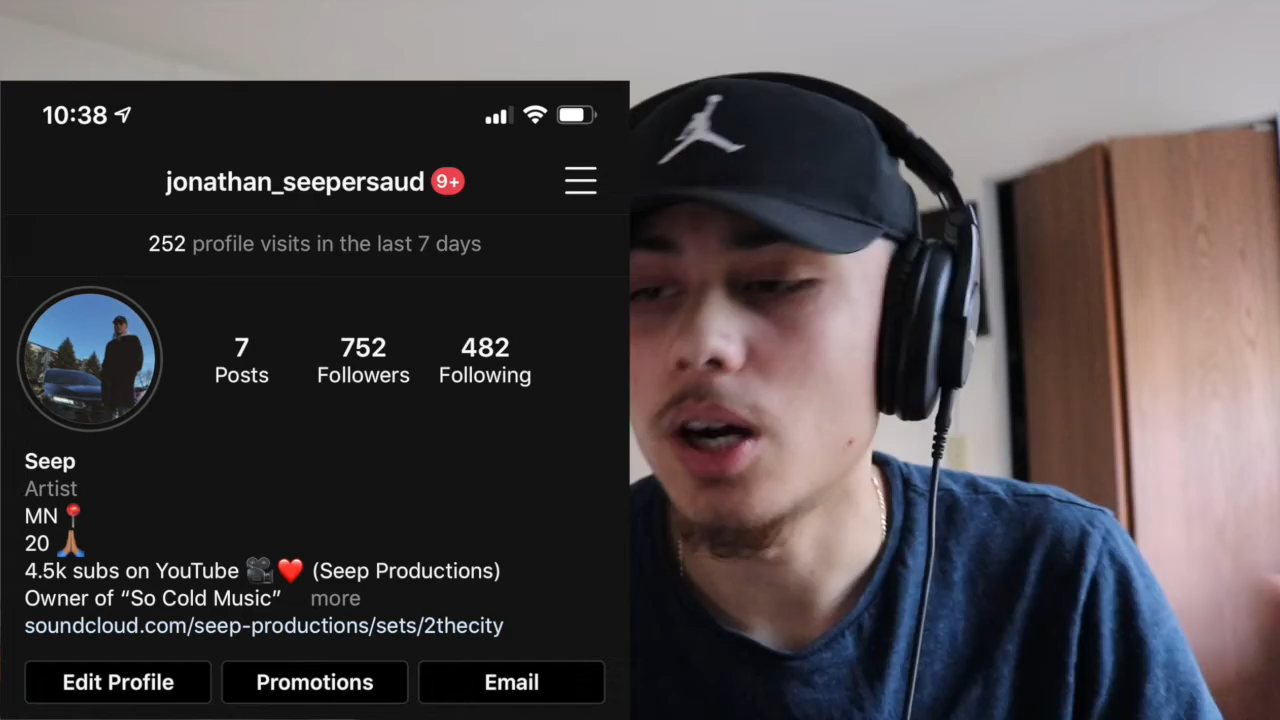 10:38
jonathan_seepersaud 9+
252 profile visits in the last 7 days
7 752 482
Posts Followers Following
Seep
Artist
MN 📍
20 🙏🏽
4.5k subs on YouTube 🎥❤️ (Seep Productions)
Owner of “So Cold Music” more
soundcloud.com/seep-productions/sets/2thecity
Edit Profile Promotions Email